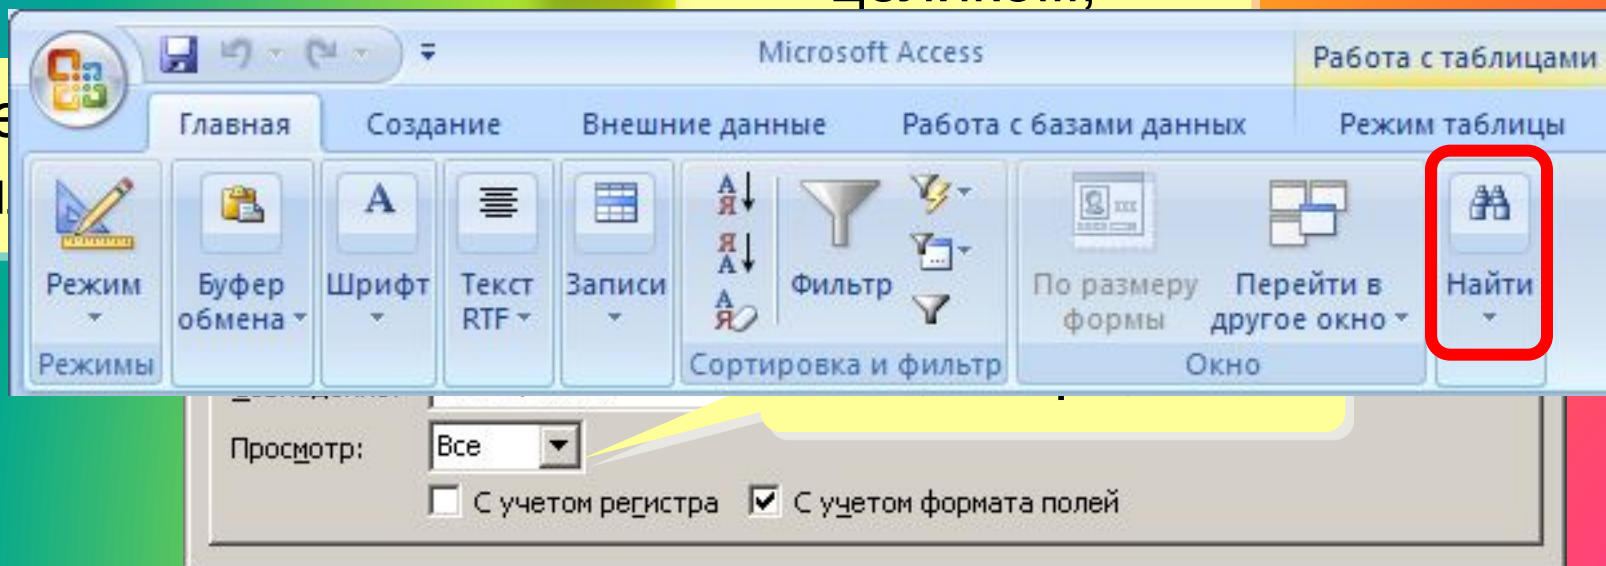 целиком,
Microsoft Access
Работа с таблицами
Главная
Создание
Внешние данные
Работа с базами данных
Режим таблицы
Режим
Буфер
обмена
Шрифт
Текст
RTF
Записи
Фильтр
По размеру
формы
Перейти в
другое окно
Найти
Режимы
Сортировка и фильтр
Окно
Просмотр:
Все
С учетом регистра
С учетом формата полей